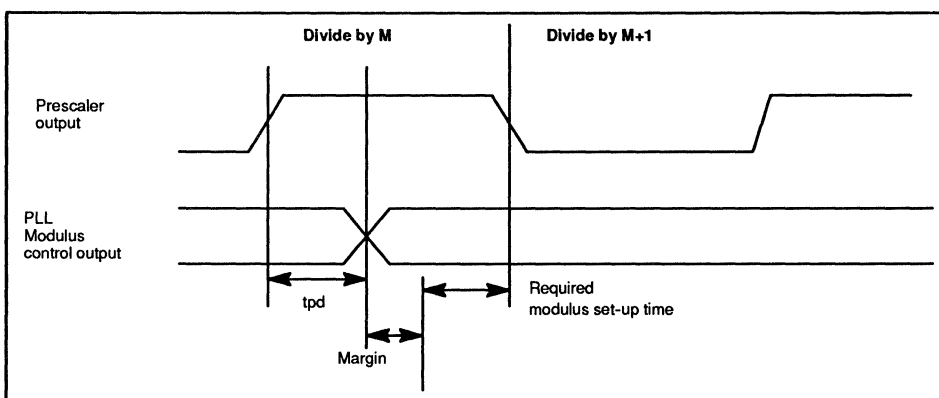 Divide by M
Divide by M+1
Prescaler
output
PLL
Modulus
control output
tpd
Required
modulus set-up time
Margin